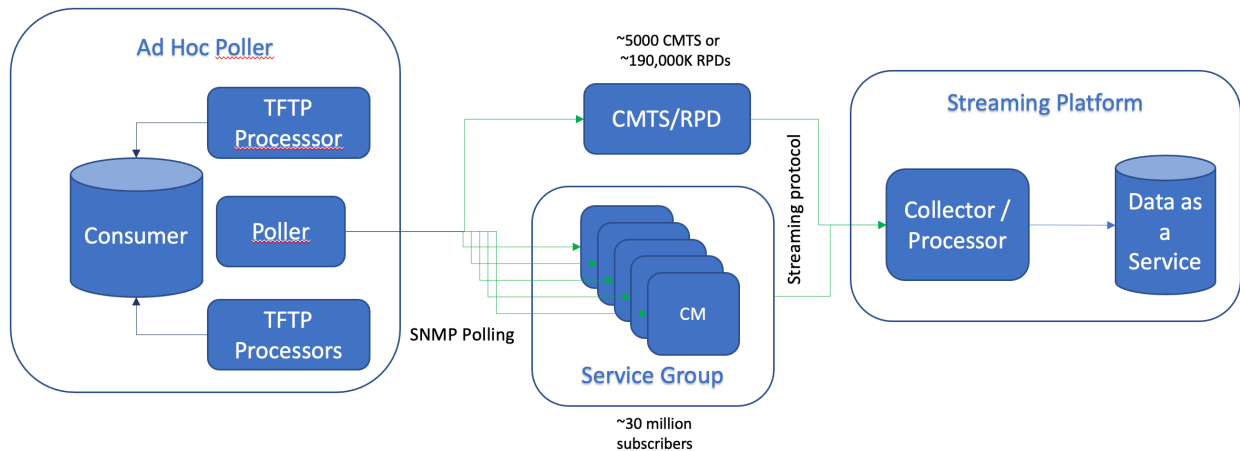 Ad Hoc Poller
TFTP
Processsor
Consumer
Poller
TFTP
Processors
SNMP Polling
~5000 CMTS or
~190,000K RPDs
CMTS/RPD
CM
Service Group
~30 million
subscribers
Streaming protocol
Streaming Platform
Collector /
Processor
Data as
a
Service